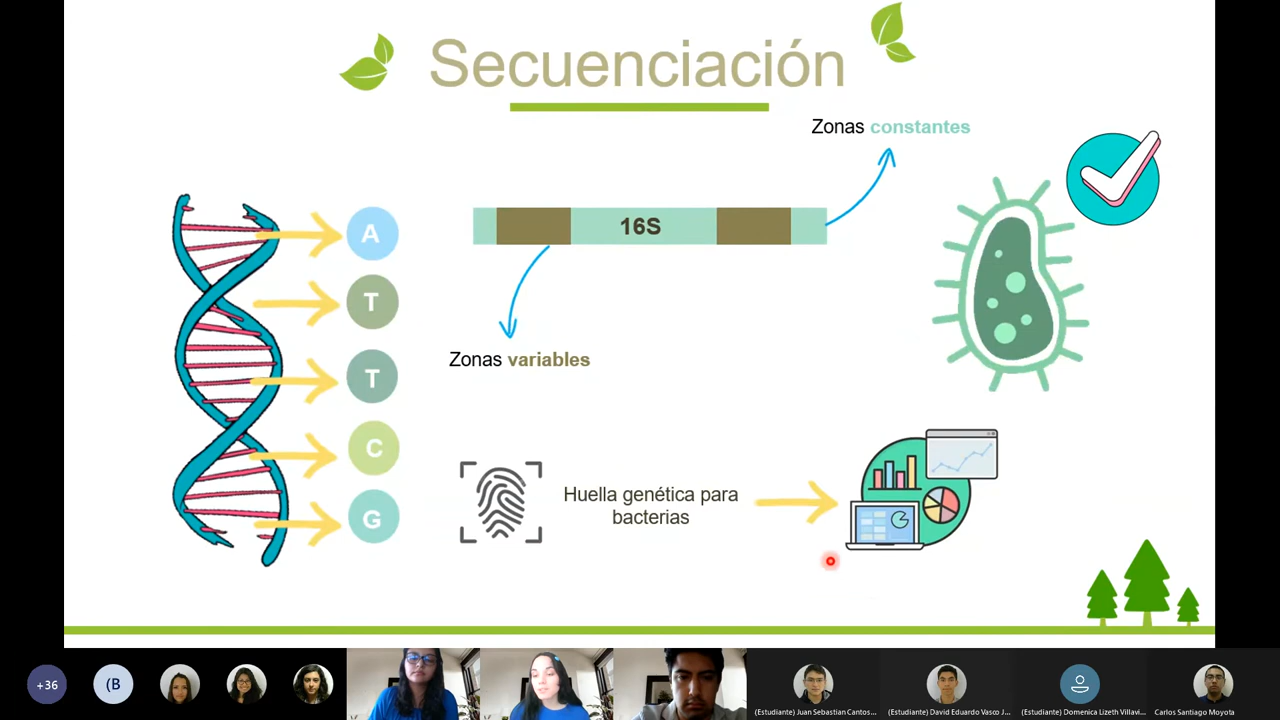 Secuenciación
Zonas constantes
16S
A
T
T
C
G
Zonas variables
Huella genética para
bacterias
+36
(B
(Estudiante) Juan Sebastian Cantos...
(Estudiante) David Eduardo Vasco J...
(Estudiante) Domenica Lizeth Villavi...
Carlos Santiago Moyota